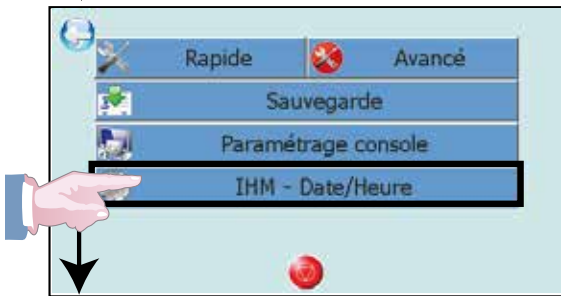 Rapide Avancé
Sauvegarde
Paramétrage console
IHM - Date/Heure